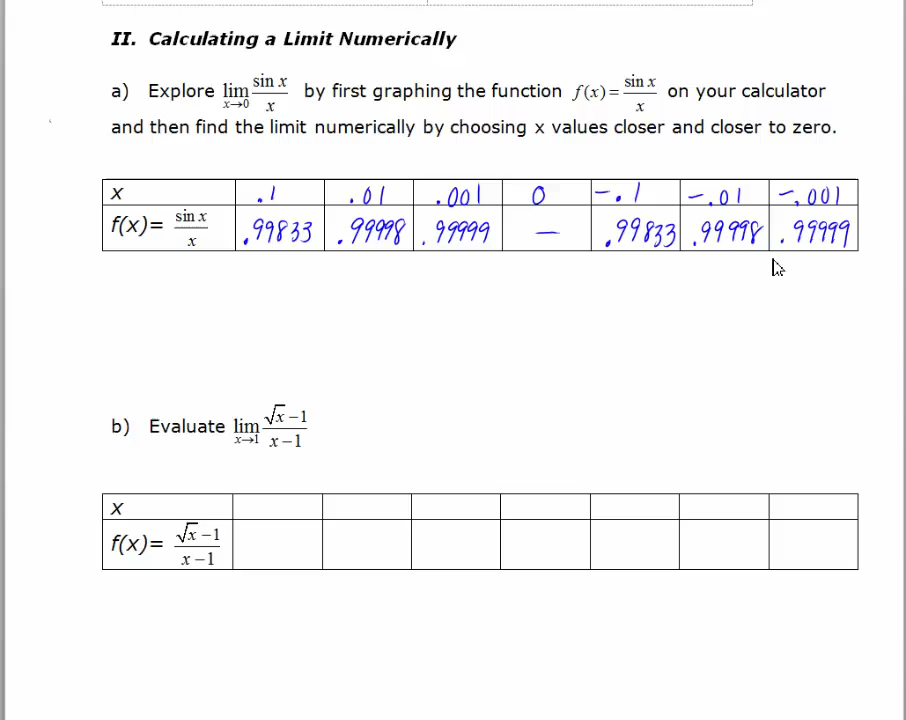 II. Calculating a Limit Numerically
a) Explore lim x→0 sin x / x by first graphing the function f(x) = sin x / x on your calculator
and then find the limit numerically by choosing x values closer and closer to zero.
x .1 .01 .001 0 -.1 -.01 -.001
f(x)= sin x / x .99833 .99998 .99999 — .99833 .99998 .99999
b) Evaluate lim x→1 √x – 1 / x – 1
x
f(x)= √x – 1 / x – 1